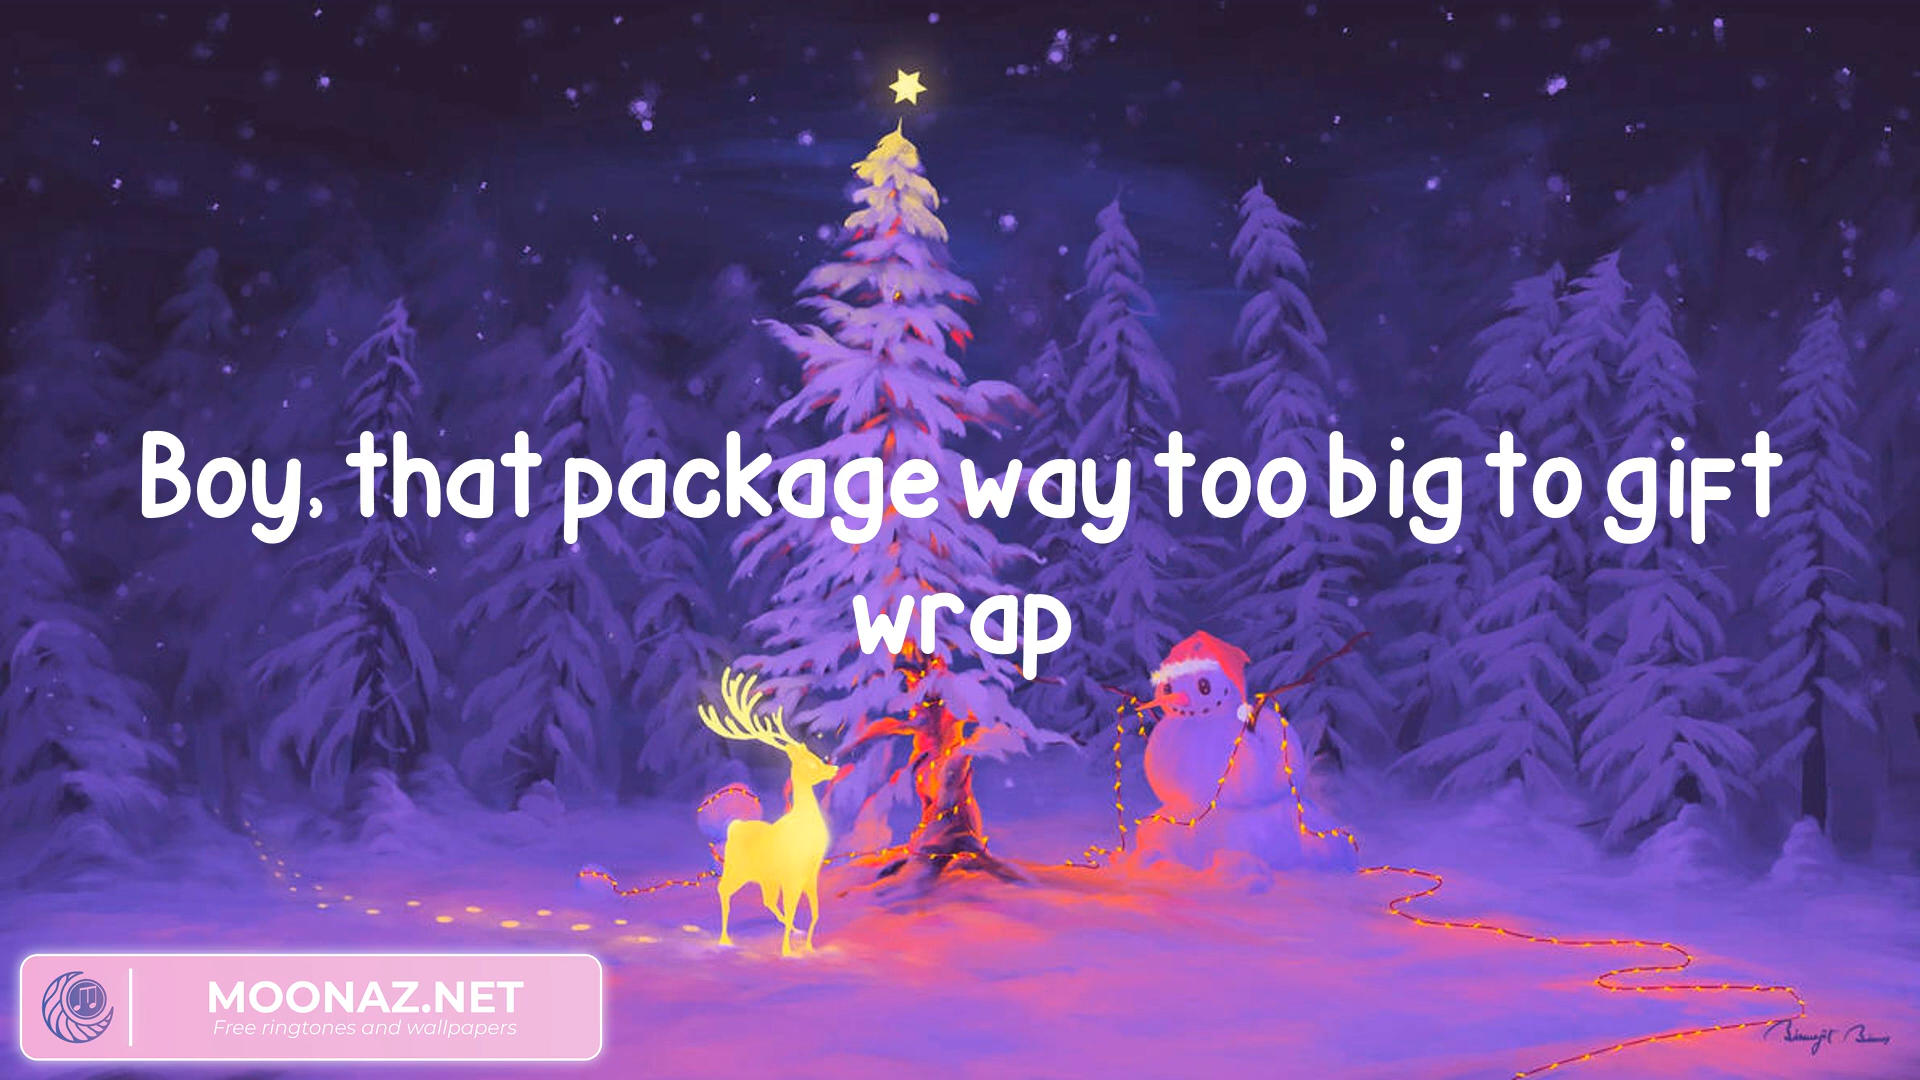 Boy, that package way too big to gift
wrap
MOONAZ.NET
Free ringtones and wallpapers